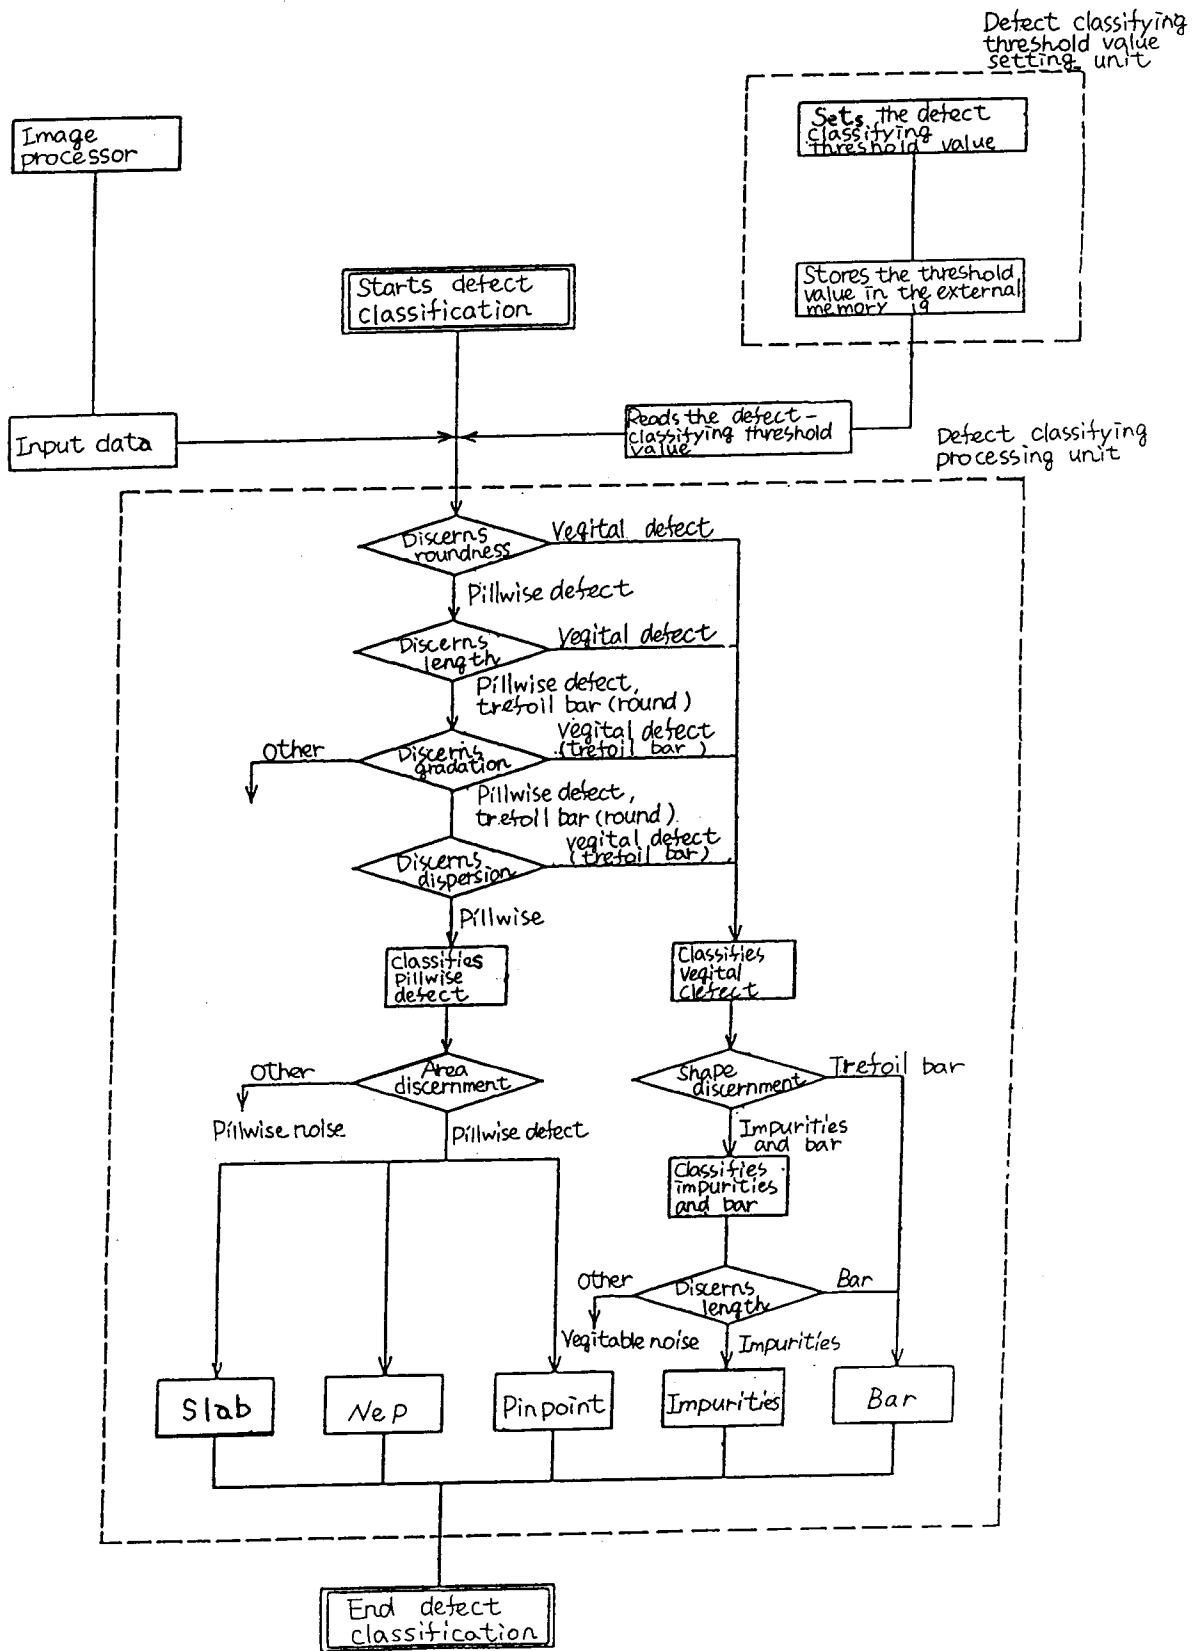 Defect classifying
threshold value
setting unit
Image
processor
Sets the defect
classifying
threshold value
Starts defect
classification
Stores the threshold
value in the external
memory 19
Input data
Reads the defect-
classifying threshold
value
Defect classifying
processing unit
Discerns
roundness
Vegital defect
Pillwise defect
Discerns
length
Vegital defect
Pillwise defect,
trefoil bar (round)
Other
Discerns
gradation
vegital defect
(trefoil bar)
Pillwise defect,
trefoil bar (round)
Discerns
dispersion
vegital defect
(trefoil bar)
Pillwise
Classifies
Pillwise
defect
Classifies
vegital
defect
Other
Area
discernment
Shape
discernment
Trefoil bar
Pillwise noise
Pillwise defect
Impurities
and bar
Classifies
impurities
and bar
Other
Discerns
length
Bar
Vegitable noise
Impurities
Slab
Nep
Pinpoint
Impurities
Bar
End defect
classification